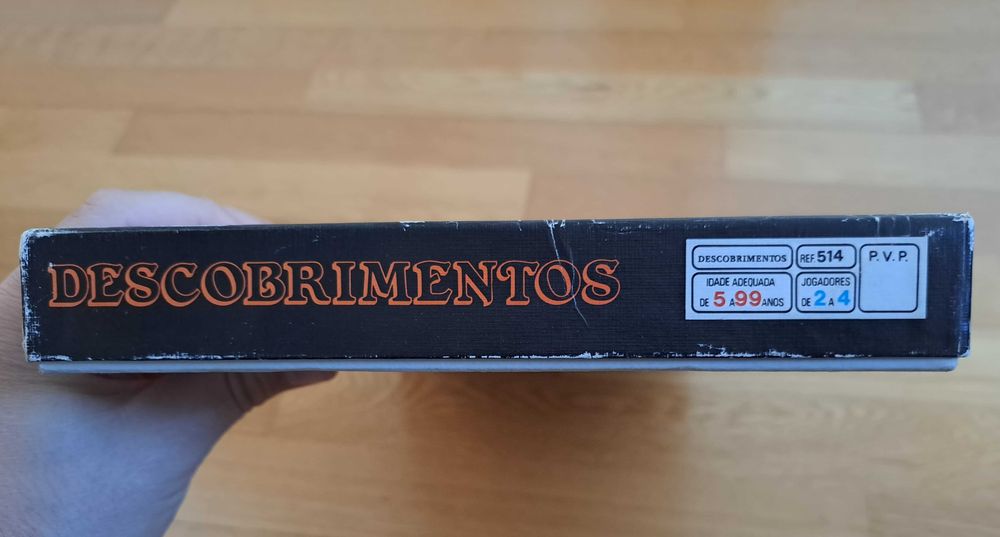 DESCOBRIMENTOS
DESCOBRIMENTOS
REF 514
P. V. P.
IDADE ADEQUADA
DE 5 A 99 ANOS
JOGADORES
DE 2 A 4